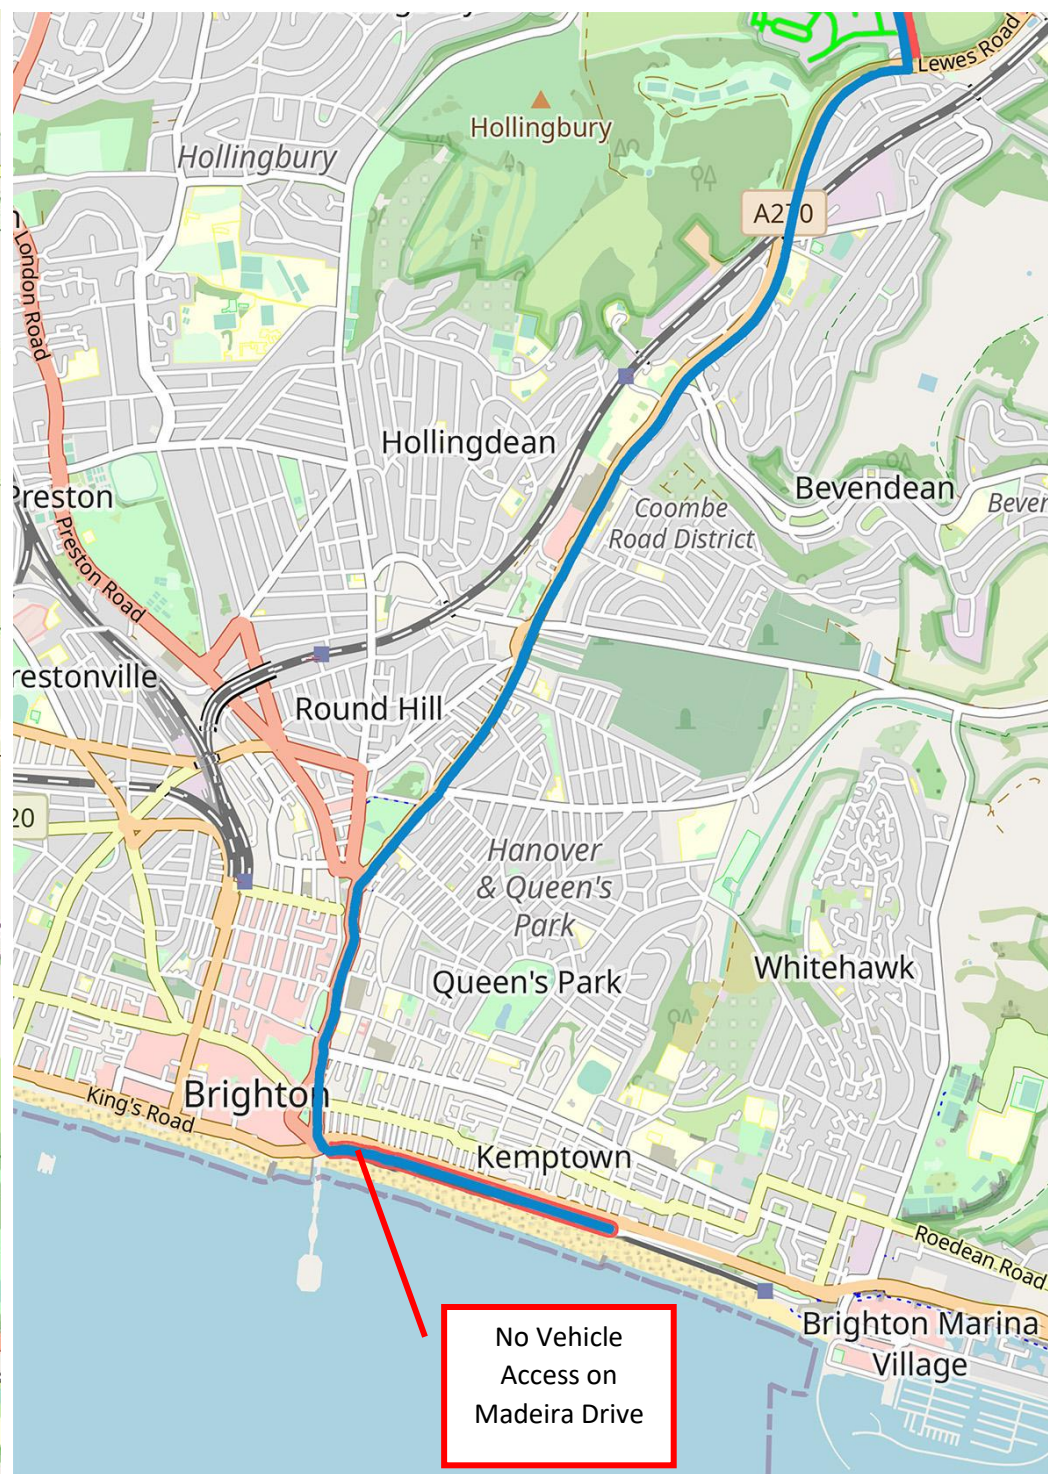 Lewes Road
Hollingbury
Hollingbury
A270
London Road
Hollingdean
Preston
Bevendean
Coombe
Road District
Preston Road
Round Hill
20
Hanover
& Queen's
Park
Queen's Park
Whitehawk
Brighton
King's Road
Kemptown
Roedean Road
Brighton Marina
Village
No Vehicle
Access on
Madeira Drive